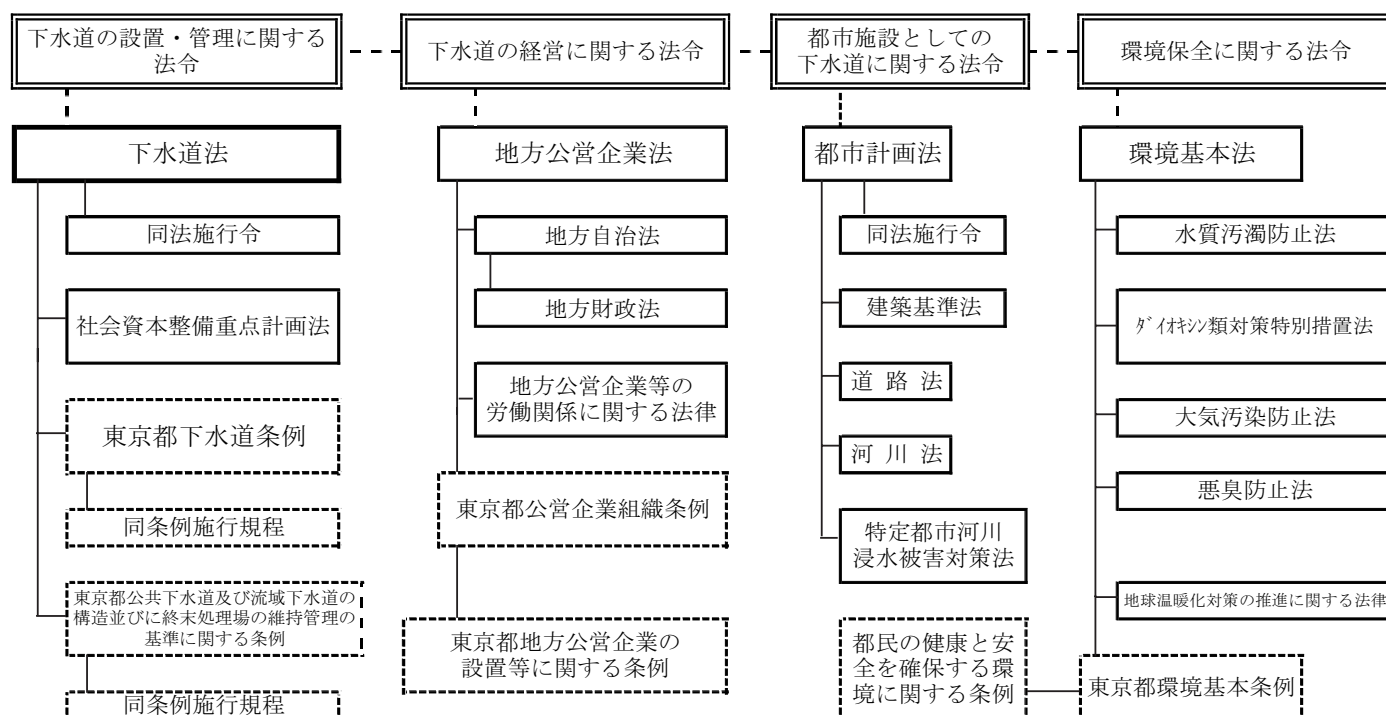 下水道の設置・管理に関する
法令
下水道の経営に関する法令
都市施設としての
下水道に関する法令
環境保全に関する法令
下水道法
同法施行令
社会資本整備重点計画法
東京都下水道条例
同条例施行規程
東京都公共下水道及び流域下水道の
構造並びに終末処理場の維持管理の
基準に関する条例
同条例施行規程
地方公営企業法
地方自治法
地方財政法
地方公営企業等の
労働関係に関する法律
東京都公営企業組織条例
東京都地方公営企業の
設置等に関する条例
都市計画法
同法施行令
建築基準法
道 路 法
河 川 法
特定都市河川
浸水被害対策法
都民の健康と安
全を確保する環
境に関する条例
環境基本法
水質汚濁防止法
ダイオキシン類対策特別措置法
大気汚染防止法
悪臭防止法
地球温暖化対策の推進に関する法律
東京都環境基本条例